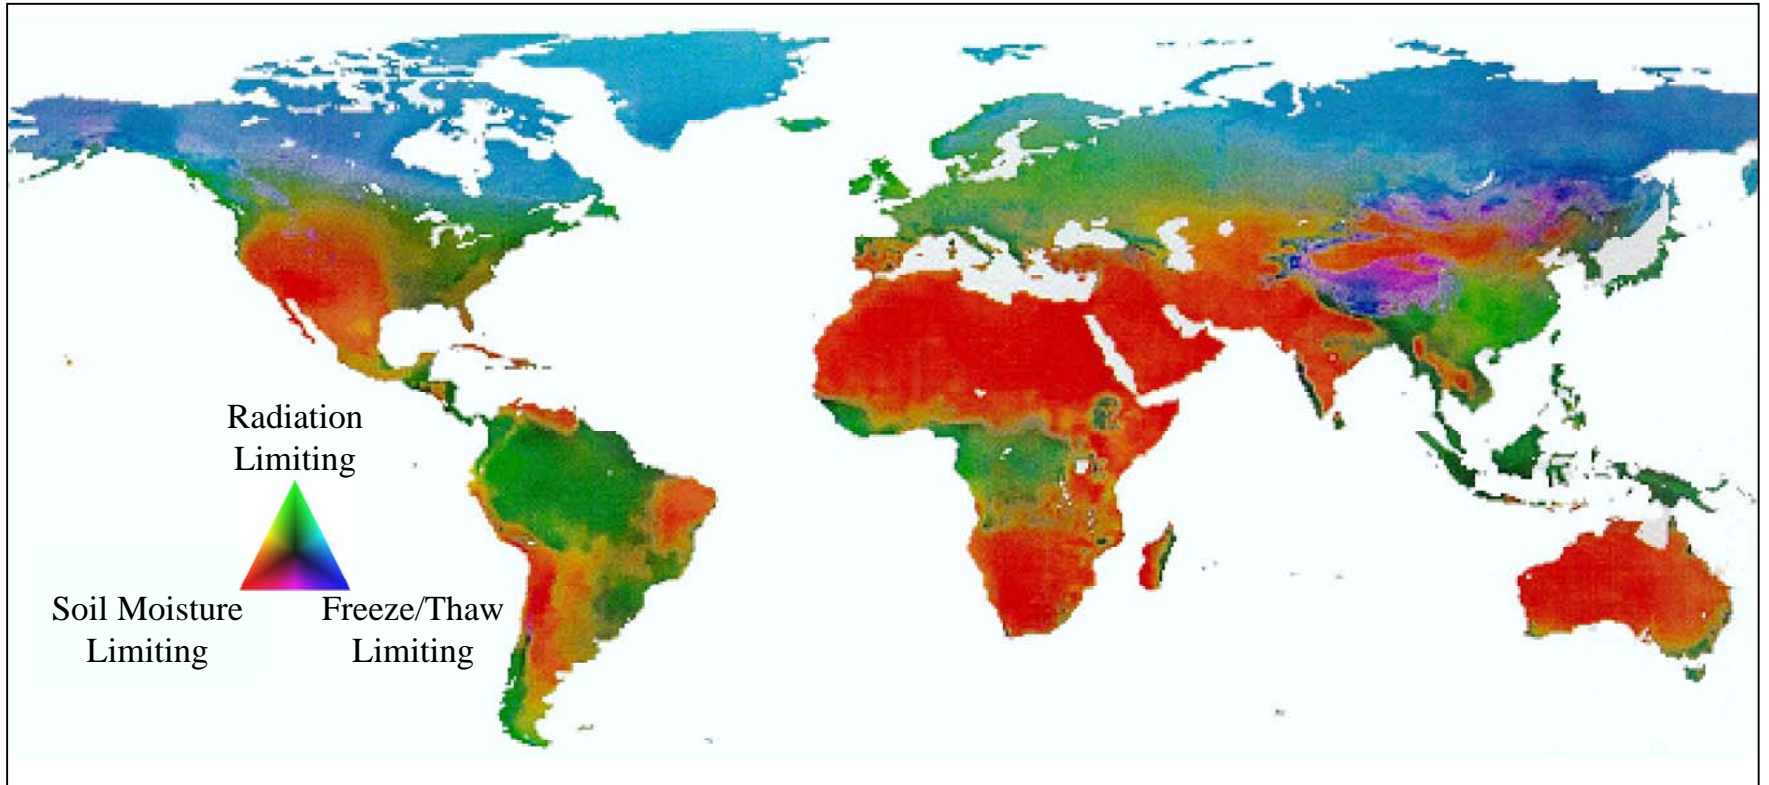 Radiation
Limiting
Soil Moisture
Limiting
Freeze/Thaw
Limiting